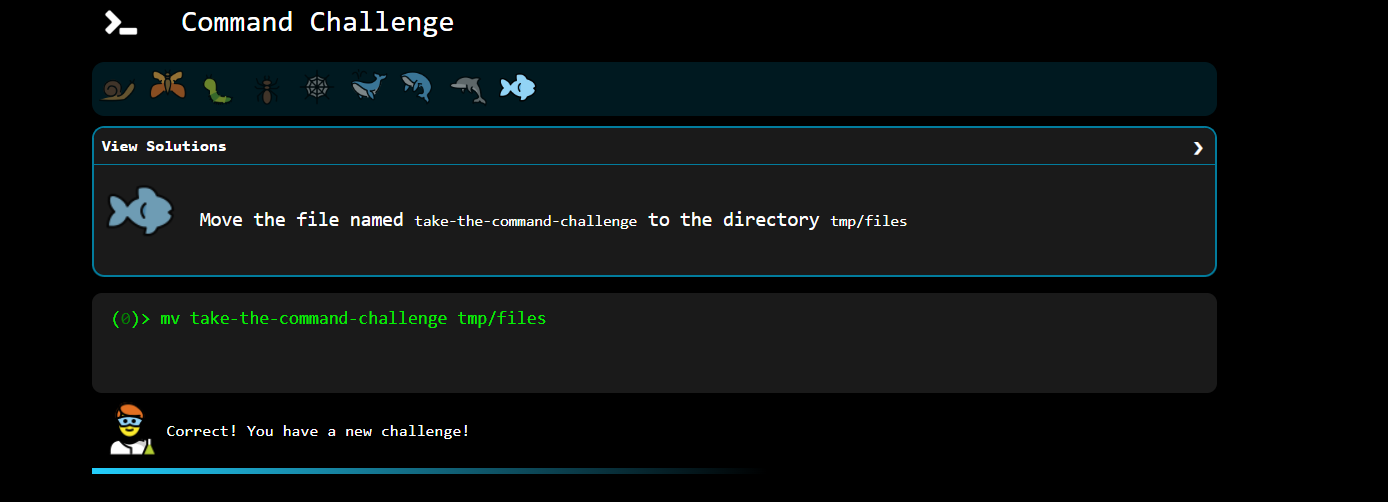 Command Challenge
View Solutions
Move the file named take-the-command-challenge to the directory tmp/files
(0)> mv take-the-command-challenge tmp/files
Correct! You have a new challenge!